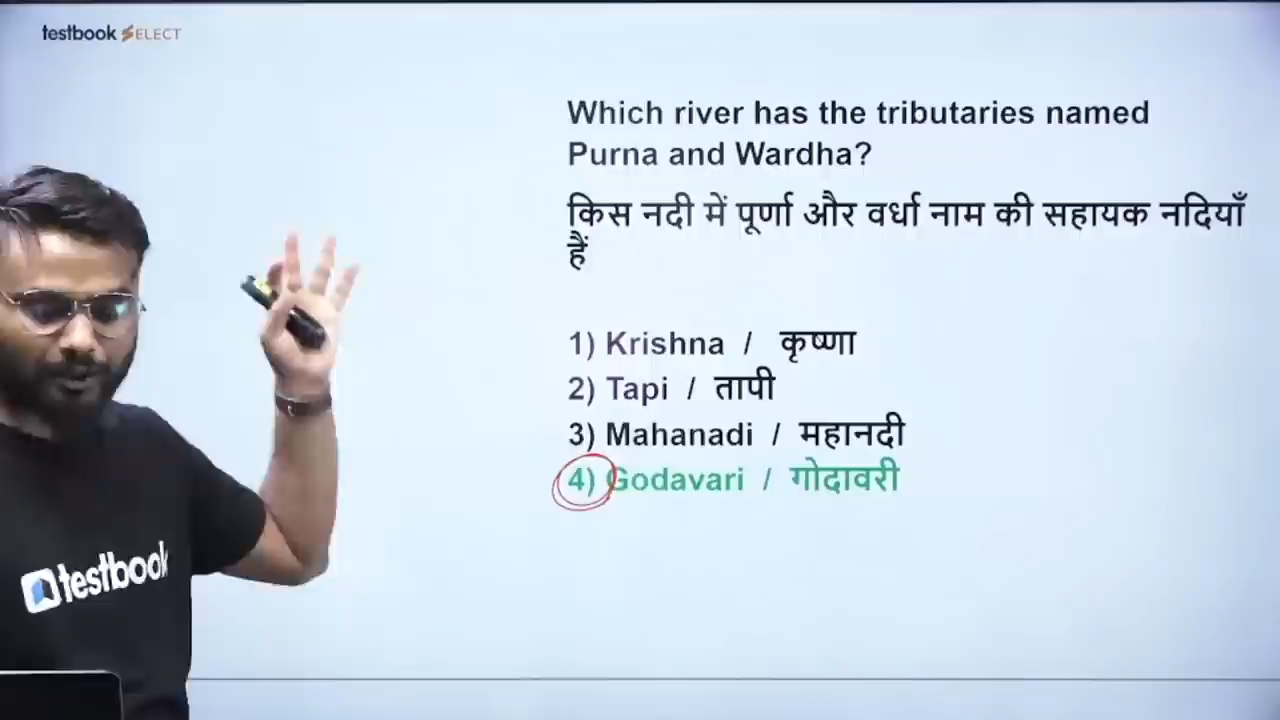 testbook SELECT
Which river has the tributaries named
Purna and Wardha?
किस नदी में पूर्णा और वर्धा नाम की सहायक नदियाँ
हैं
1) Krishna / कृष्णा
2) Tapi / तापी
3) Mahanadi / महानदी
4) Godavari / गोदावरी
testbook